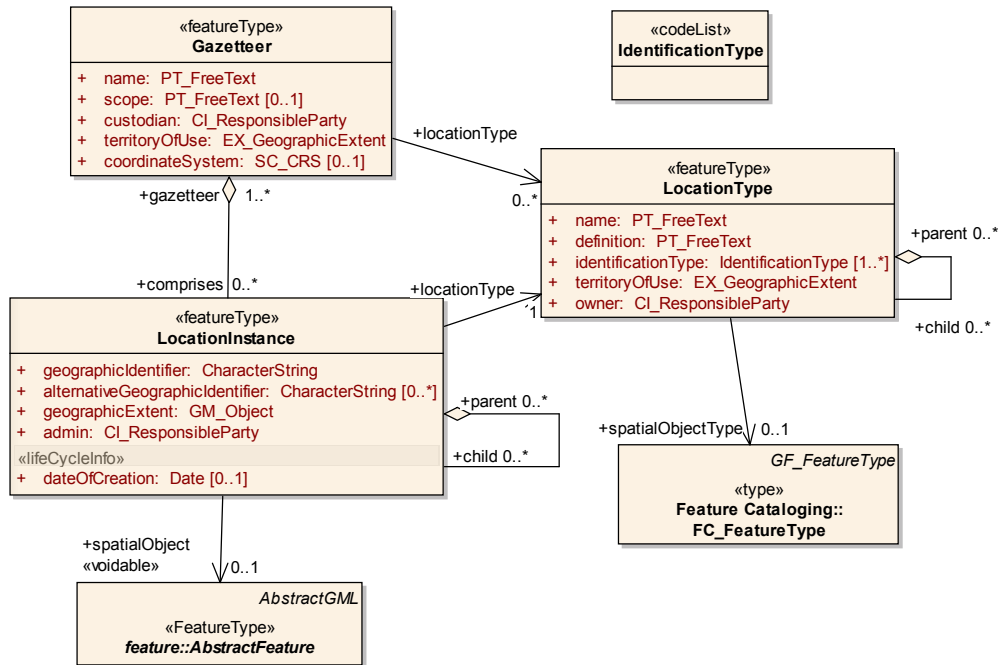 «featureType»
Gazetteer
+ name: PT_FreeText
+ scope: PT_FreeText [0..1]
+ custodian: CI_ResponsibleParty
+ territoryOfUse: EX_GeographicExtent
+ coordinateSystem: SC_CRS [0..1]
«codeList»
IdentificationType
+locationType
0..*
+gazetteer 1..*
«featureType»
LocationType
+ name: PT_FreeText
+ definition: PT_FreeText
+ identificationType: IdentificationType [1..*]
+ territoryOfUse: EX_GeographicExtent
+ owner: CI_ResponsibleParty
+parent 0..*
+child 0..*
+comprises 0..*
+locationType
1
«featureType»
LocationInstance
+ geographicIdentifier: CharacterString
+ alternativeGeographicIdentifier: CharacterString [0..*]
+ geographicExtent: GM_Object
+ admin: CI_ResponsibleParty
«lifeCycleInfo»
+ dateOfCreation: Date [0..1]
+parent 0..*
+child 0..*
+spatialObjectType 0..1
GF_FeatureType
«type»
Feature Cataloging::
FC_FeatureType
+spatialObject
«voidable» 0..1
AbstractGML
«FeatureType»
feature::AbstractFeature